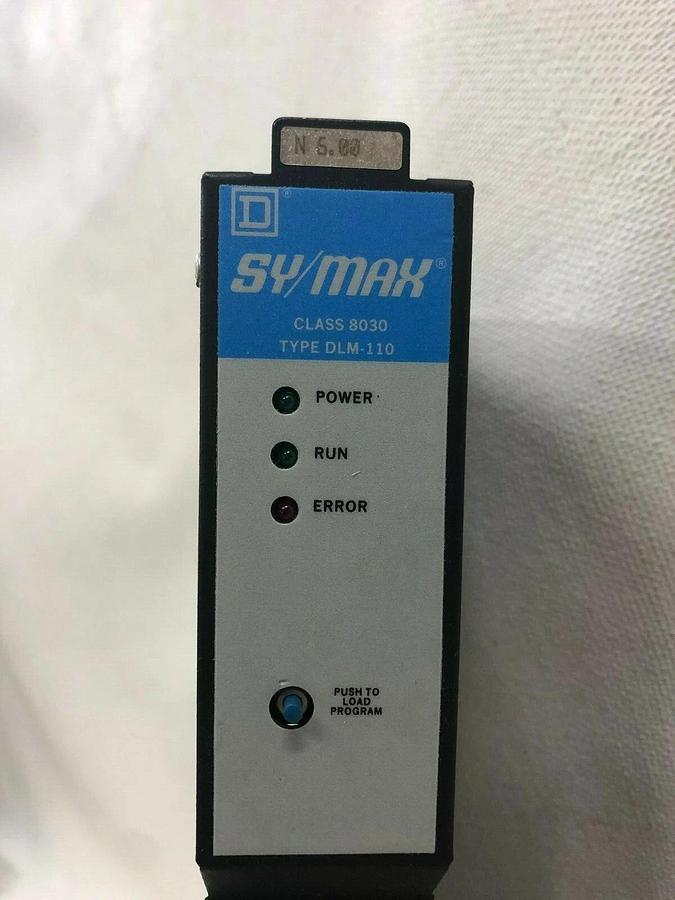 N 5.00
D®
SY/MAX®
CLASS 8030
TYPE DLM-110
POWER
RUN
ERROR
PUSH TO
LOAD
PROGRAM